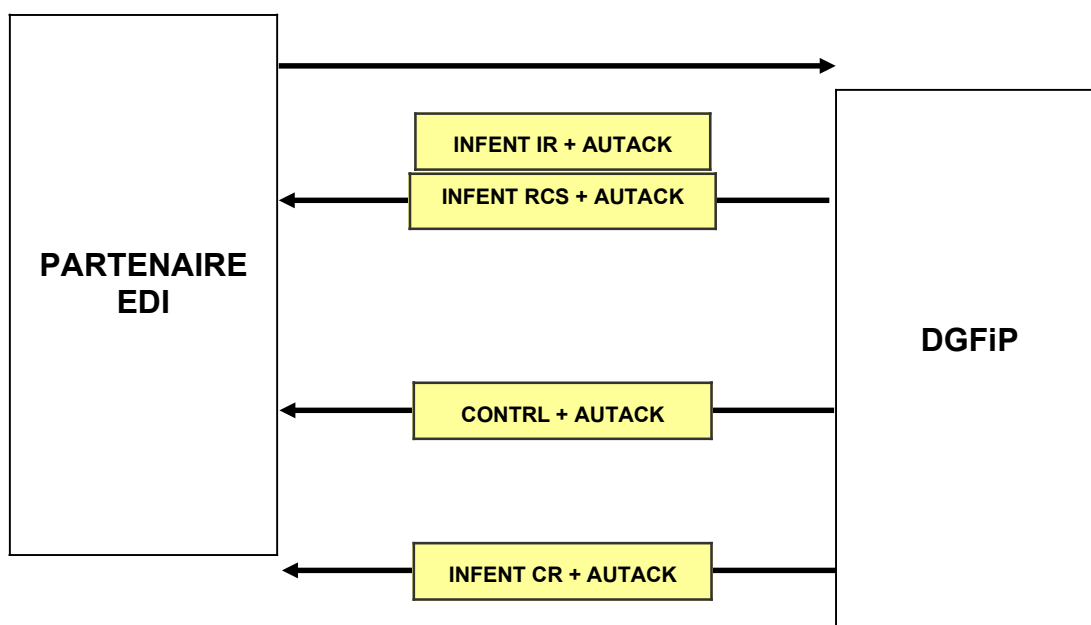 INFENT IR + AUTACK
INFENT RCS + AUTACK
PARTENAIRE
EDI
DGFiP
CONTRL + AUTACK
INFENT CR + AUTACK